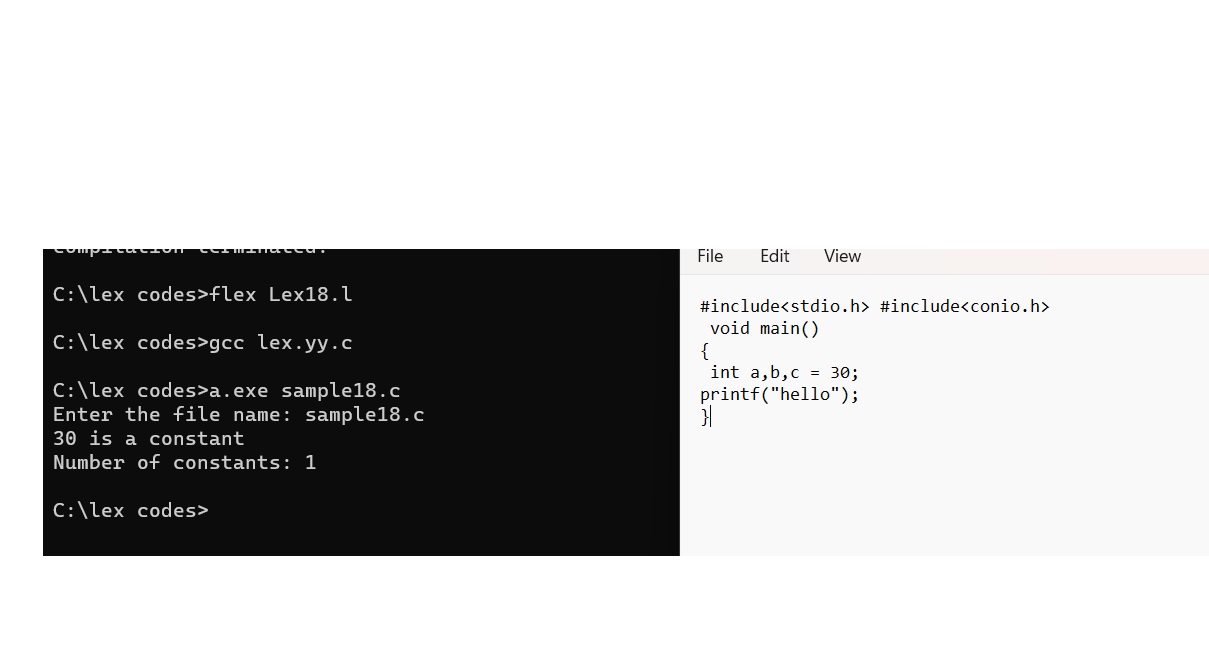 Compilation terminated.
C:\lex codes>flex Lex18.l
C:\lex codes>gcc lex.yy.c
C:\lex codes>a.exe sample18.c
Enter the file name: sample18.c
30 is a constant
Number of constants: 1
C:\lex codes>
File Edit View
#include<stdio.h> #include<conio.h>
void main()
{
int a,b,c = 30;
printf("hello");
}